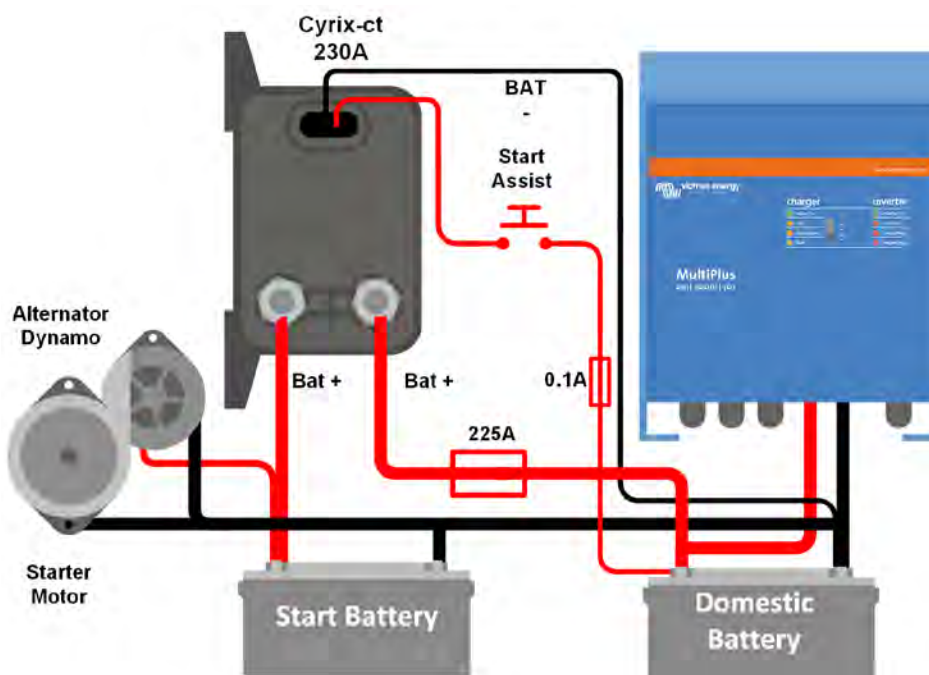 Cyrix-ct
230A
BAT
-
Start
Assist
victron energy
charger
inverter
MultiPlus
Alternator
Dynamo
Bat +
Bat +
0.1A
225A
Starter
Motor
Start Battery
Domestic
Battery